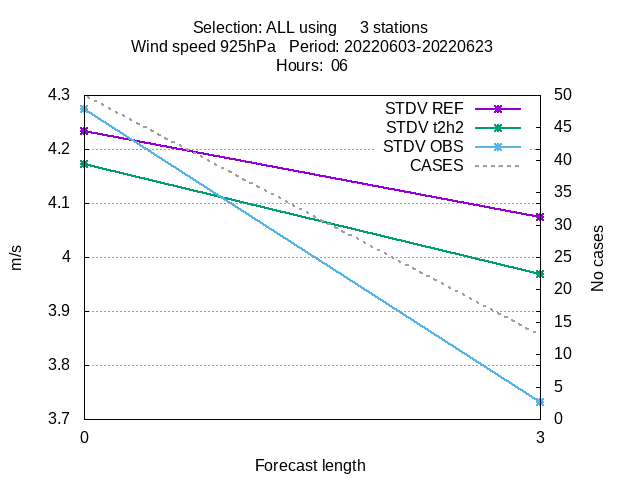 Selection: ALL using     3 stations
Wind speed 925hPa   Period: 20220603-20220623
Hours:  06
STDV REF
STDV t2h2
STDV OBS
CASES
4.3
4.2
4.1
4
3.9
3.8
3.7
50
45
40
35
30
25
20
15
10
5
0
m/s
No cases
0
3
Forecast length